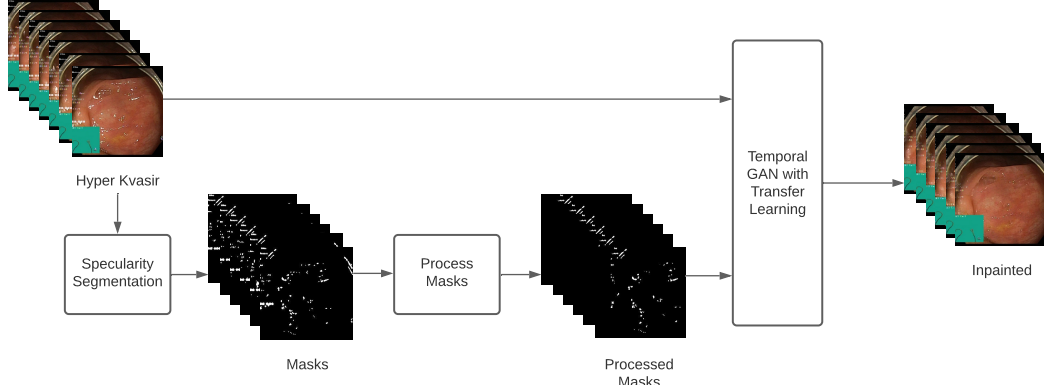 Hyper Kvasir
Specularity
Segmentation
Masks
Process
Masks
Processed
Masks
Temporal
GAN with
Transfer
Learning
Inpainted